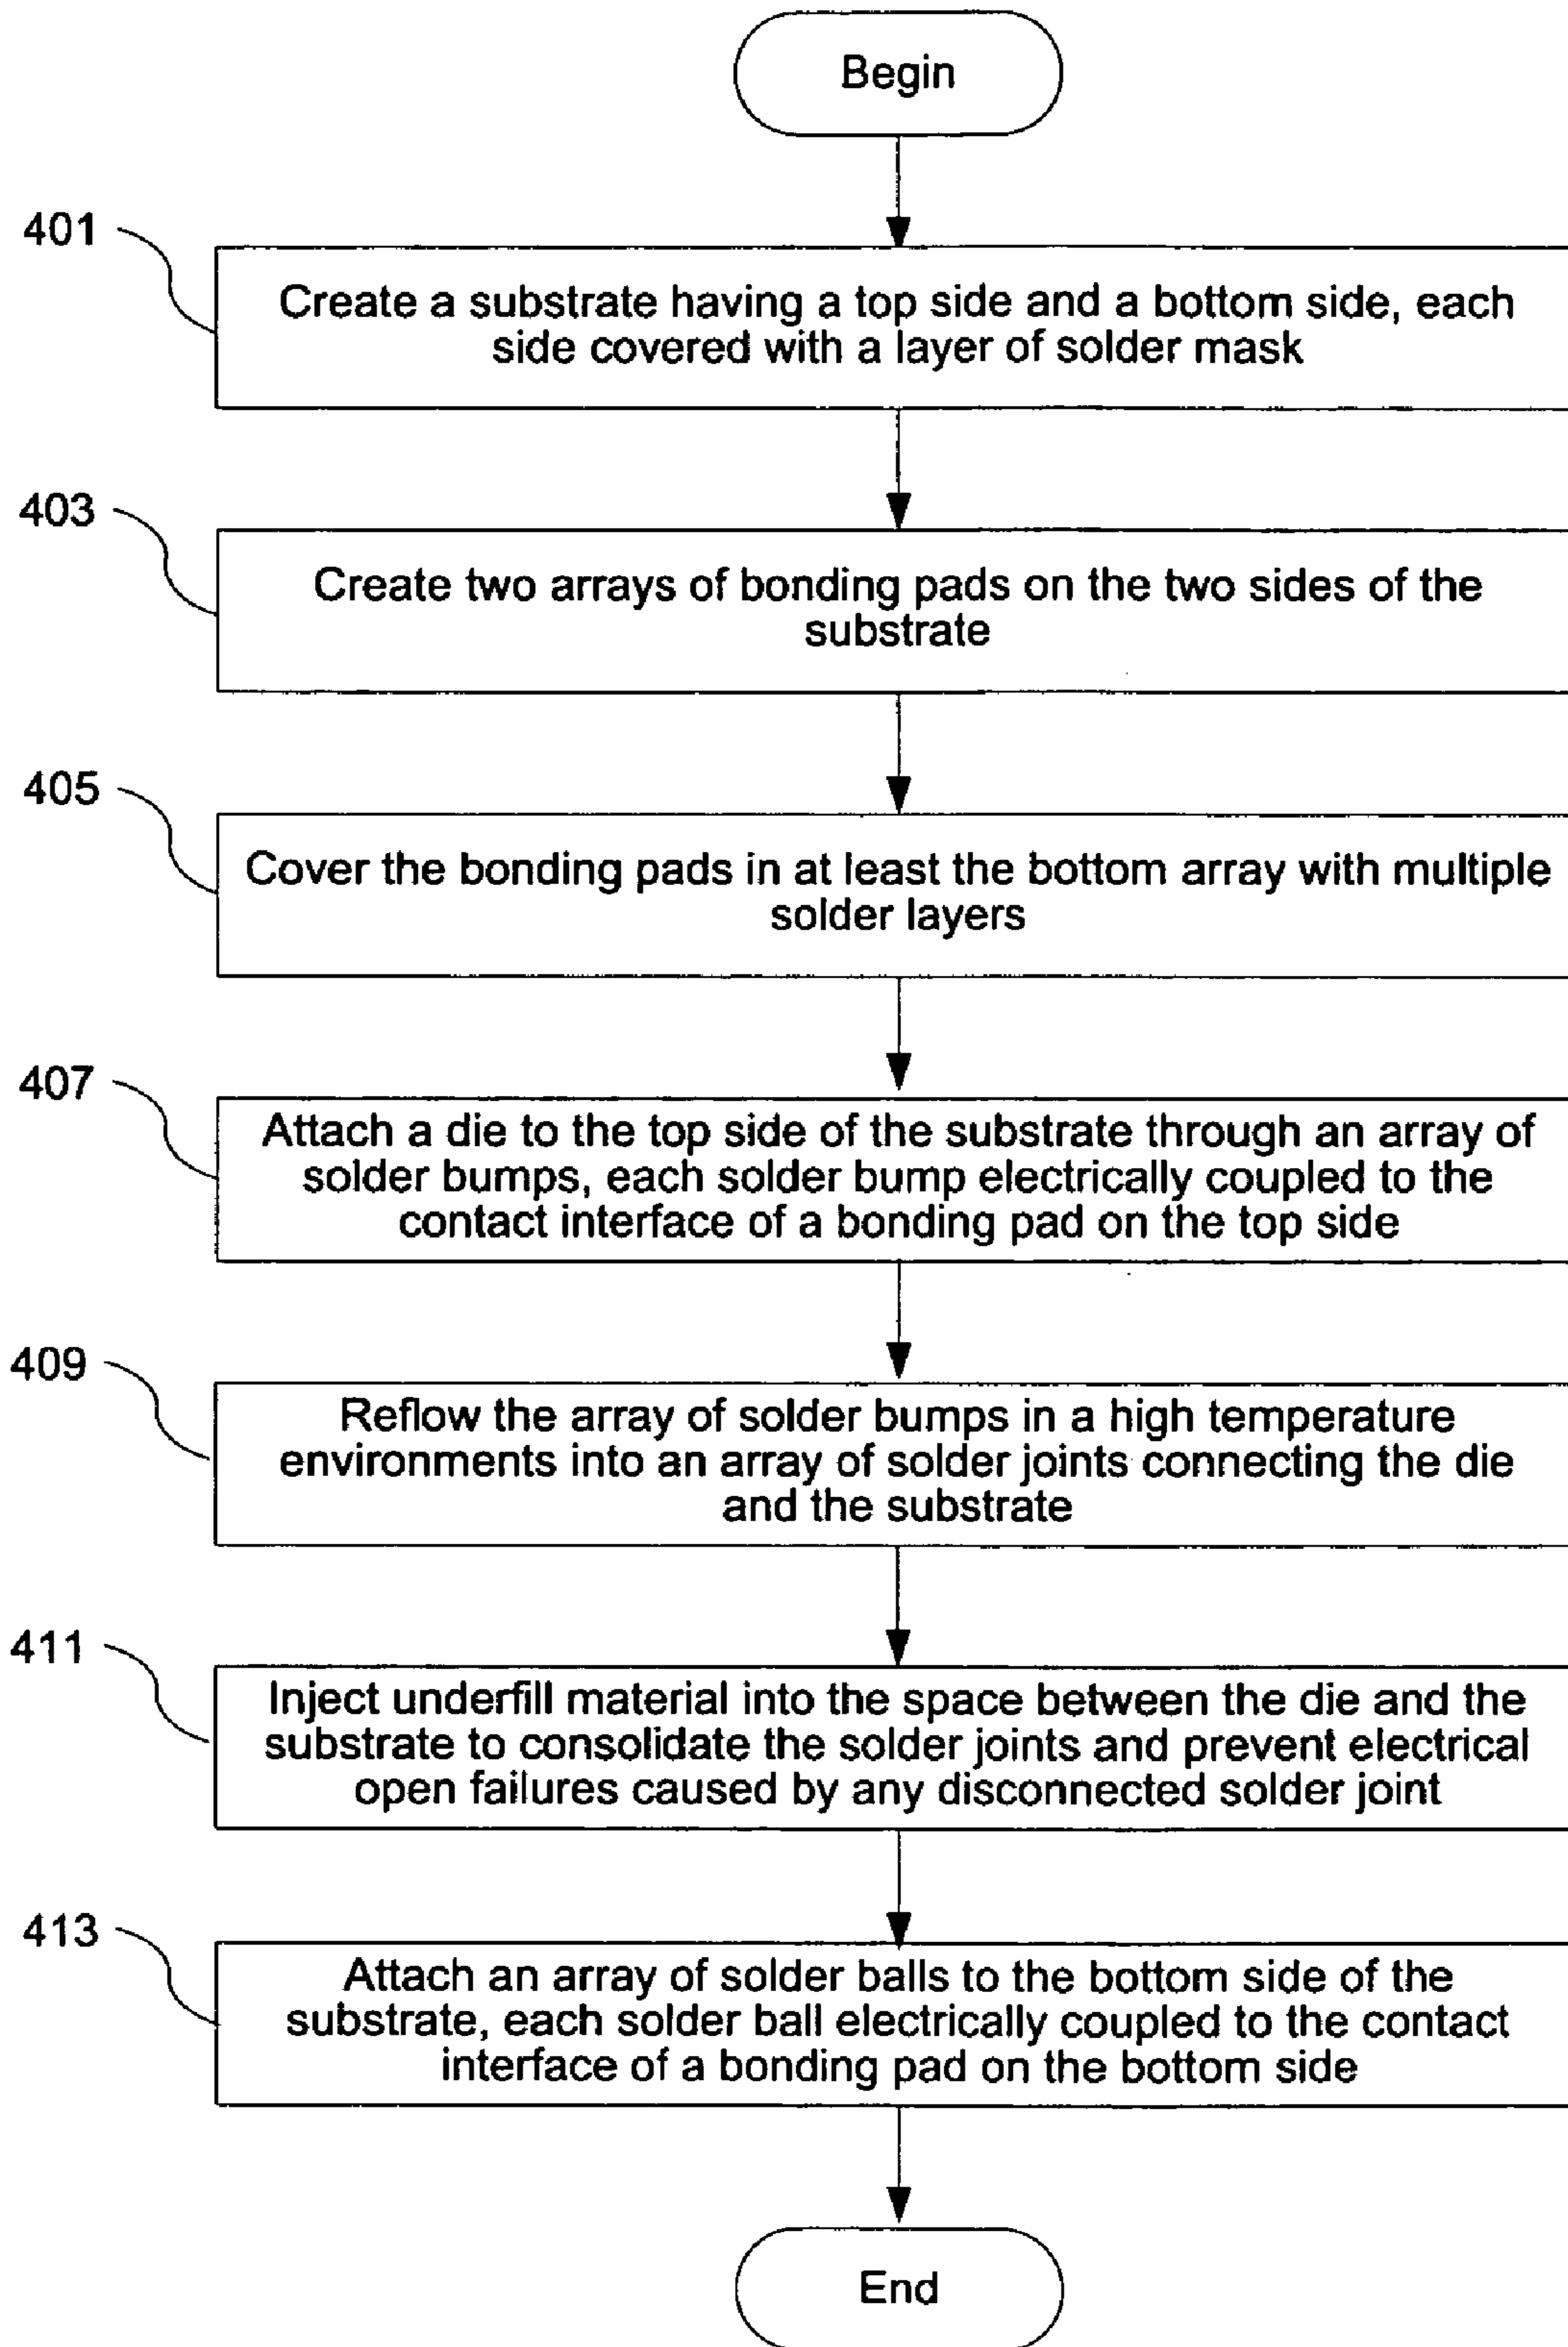 Begin
401
Create a substrate having a top side and a bottom side, each
side covered with a layer of solder mask
403
Create two arrays of bonding pads on the two sides of the
substrate
405
Cover the bonding pads in at least the bottom array with multiple
solder layers
407
Attach a die to the top side of the substrate through an array of
solder bumps, each solder bump electrically coupled to the
contact interface of a bonding pad on the top side
409
Reflow the array of solder bumps in a high temperature
environments into an array of solder joints connecting the die
and the substrate
411
Inject underfill material into the space between the die and the
substrate to consolidate the solder joints and prevent electrical
open failures caused by any disconnected solder joint
413
Attach an array of solder balls to the bottom side of the
substrate, each solder ball electrically coupled to the contact
interface of a bonding pad on the bottom side
End